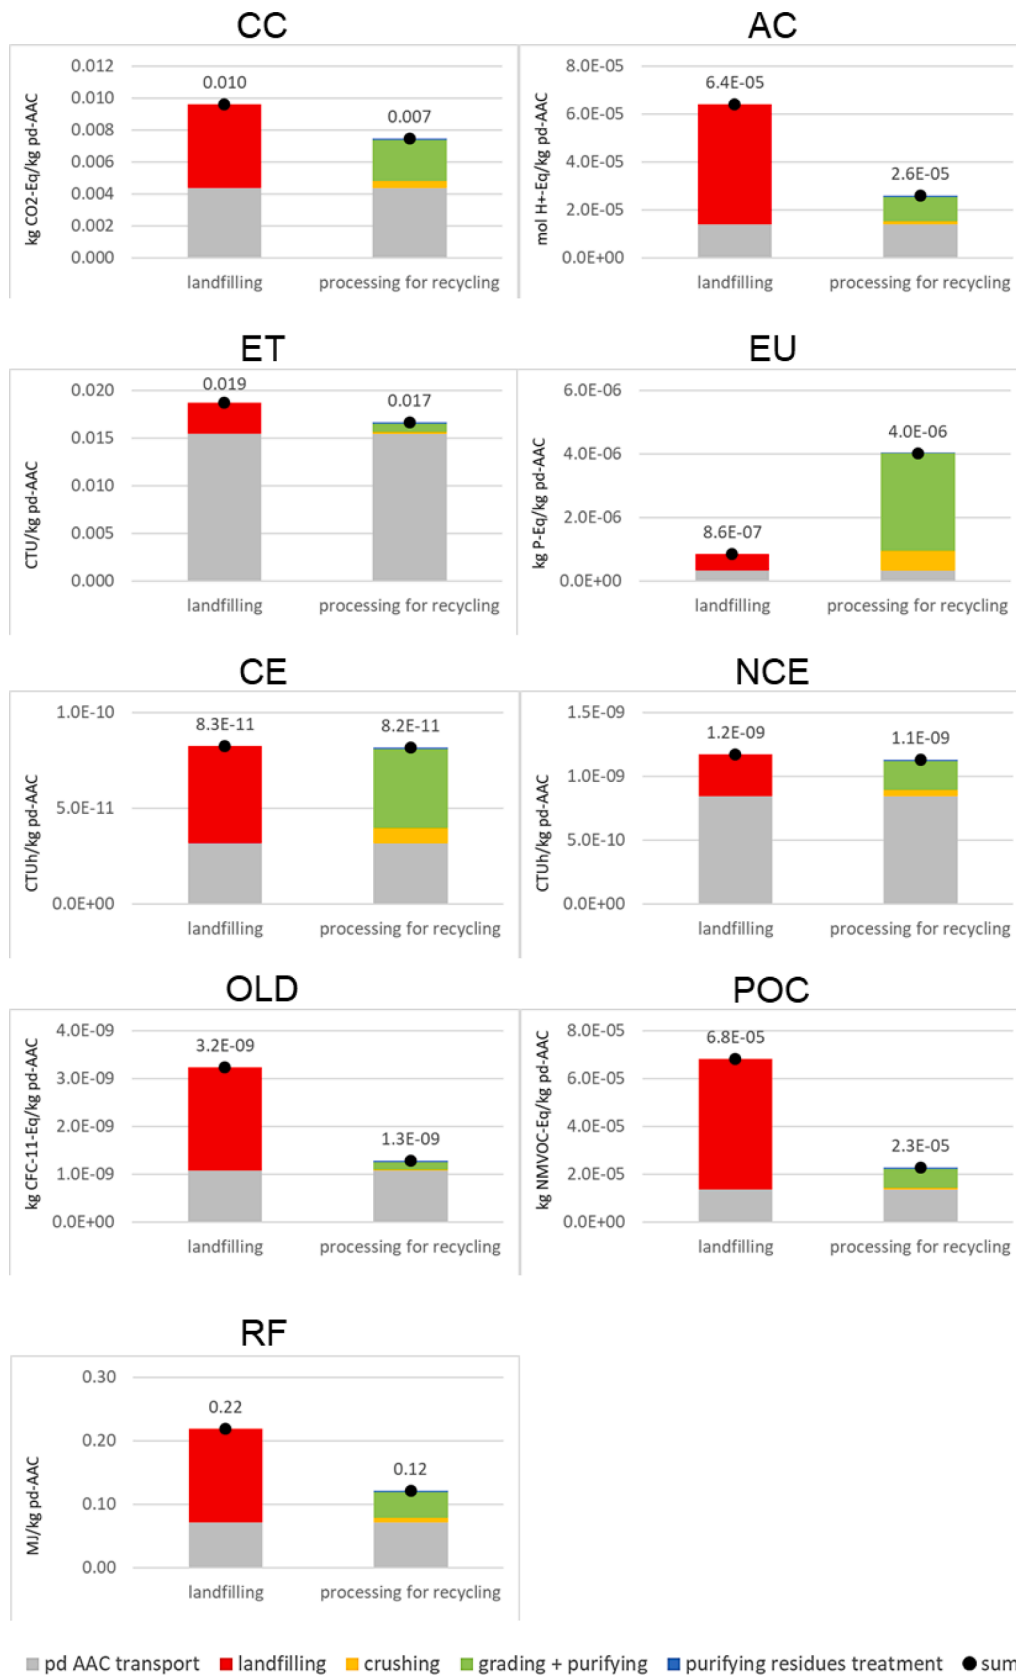 CC
kg CO2-Eq/kg pd-AAC
0.012
0.010
0.008
0.006
0.004
0.002
0.000
0.010
0.007
landfilling
processing for recycling
AC
mol H+-Eq/kg pd-AAC
8.0E-05
6.0E-05
4.0E-05
2.0E-05
0.0E+00
6.4E-05
2.6E-05
landfilling
processing for recycling
ET
CTU/kg pd-AAC
0.020
0.015
0.010
0.005
0.000
0.019
0.017
landfilling
processing for recycling
EU
kg P-Eq/kg pd-AAC
6.0E-06
4.0E-06
2.0E-06
0.0E+00
8.6E-07
4.0E-06
landfilling
processing for recycling
CE
CTUh/kg pd-AAC
1.0E-10
5.0E-11
0.0E+00
8.3E-11
8.2E-11
landfilling
processing for recycling
NCE
CTUh/kg pd-AAC
1.5E-09
1.0E-09
5.0E-10
0.0E+00
1.2E-09
1.1E-09
landfilling
processing for recycling
OLD
kg CFC-11-Eq/kg pd-AAC
4.0E-09
3.0E-09
2.0E-09
1.0E-09
0.0E+00
3.2E-09
1.3E-09
landfilling
processing for recycling
POC
kg NMVOC-Eq/kg pd-AAC
8.0E-05
6.0E-05
4.0E-05
2.0E-05
0.0E+00
6.8E-05
2.3E-05
landfilling
processing for recycling
RF
MJ/kg pd-AAC
0.30
0.20
0.10
0.00
0.22
0.12
landfilling
processing for recycling
pd AAC transport landfilling crushing grading + purifying purifying residues treatment sum